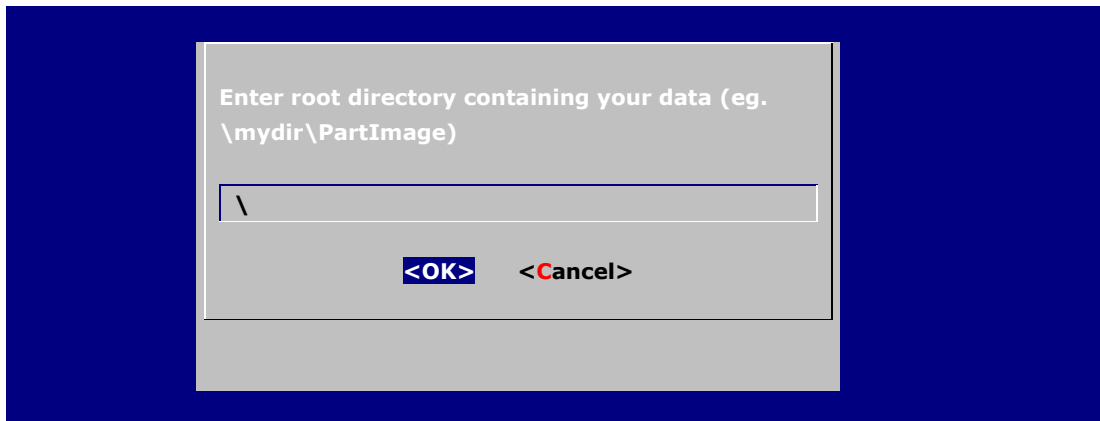 Enter root directory containing your data (eg.
\mydir\PartImage)
\
<OK> <Cancel>